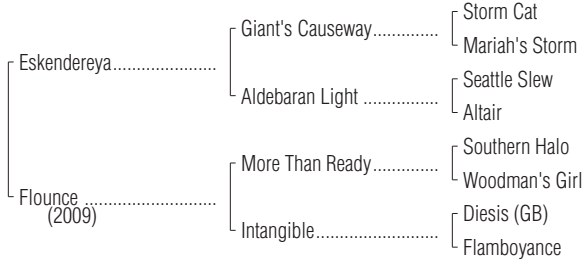 Storm Cat
Giant's Causeway..............
Mariah's Storm
Eskendereya......................
Seattle Slew
Aldebaran Light ................
Altair
Southern Halo
More Than Ready..............
Woodman's Girl
Flounce ............................
(2009)
Diesis (GB)
Intangible..........................
Flamboyance